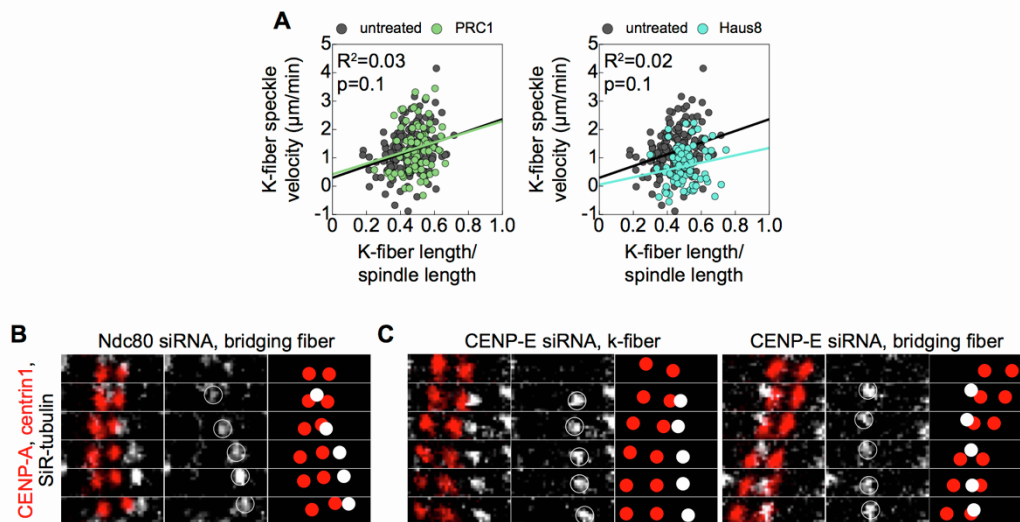 A
untreated PRC1
K-fiber speckle
velocity (µm/min)
5
4
3
2
1
0
-1
R²=0.03
p=0.1
0 0.2 0.4 0.6 0.8 1.0
K-fiber length/
spindle length
untreated Haus8
K-fiber speckle
velocity (µm/min)
5
4
3
2
1
0
-1
R²=0.02
p=0.1
0 0.2 0.4 0.6 0.8 1.0
K-fiber length/
spindle length
B
Ndc80 siRNA, bridging fiber
CENP-A, centrin1,
SiR-tubulin
C
CENP-E siRNA, k-fiber
CENP-E siRNA, bridging fiber